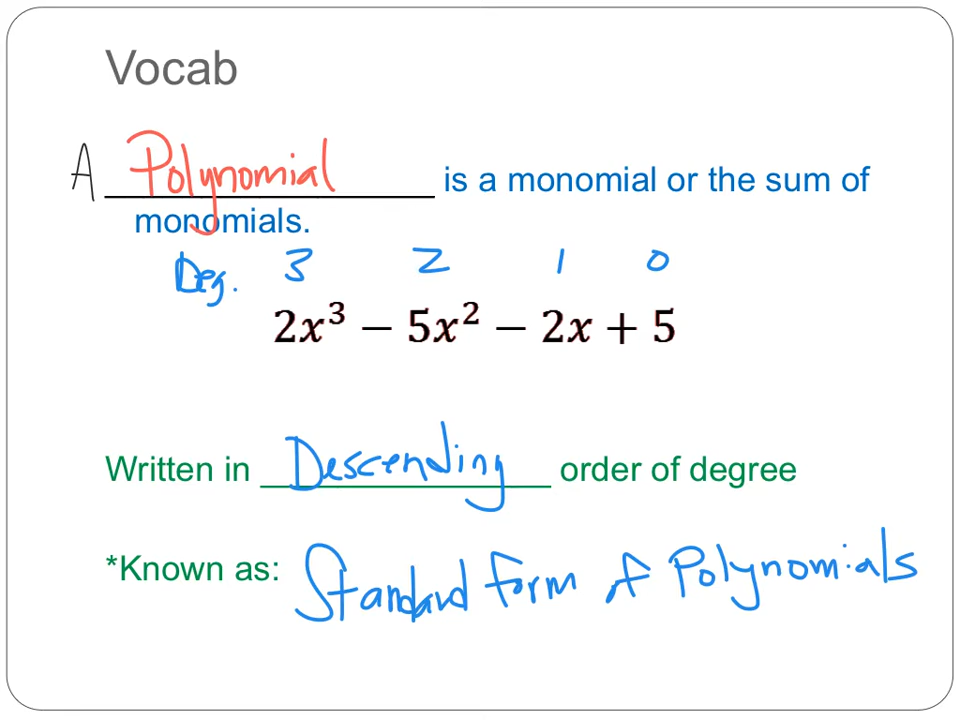 Vocab
A Polynomial is a monomial or the sum of
monomials.
Deg. 3 2 1 0
2x³ − 5x² − 2x + 5
Written in Descending order of degree
*Known as: Standard form of Polynomials